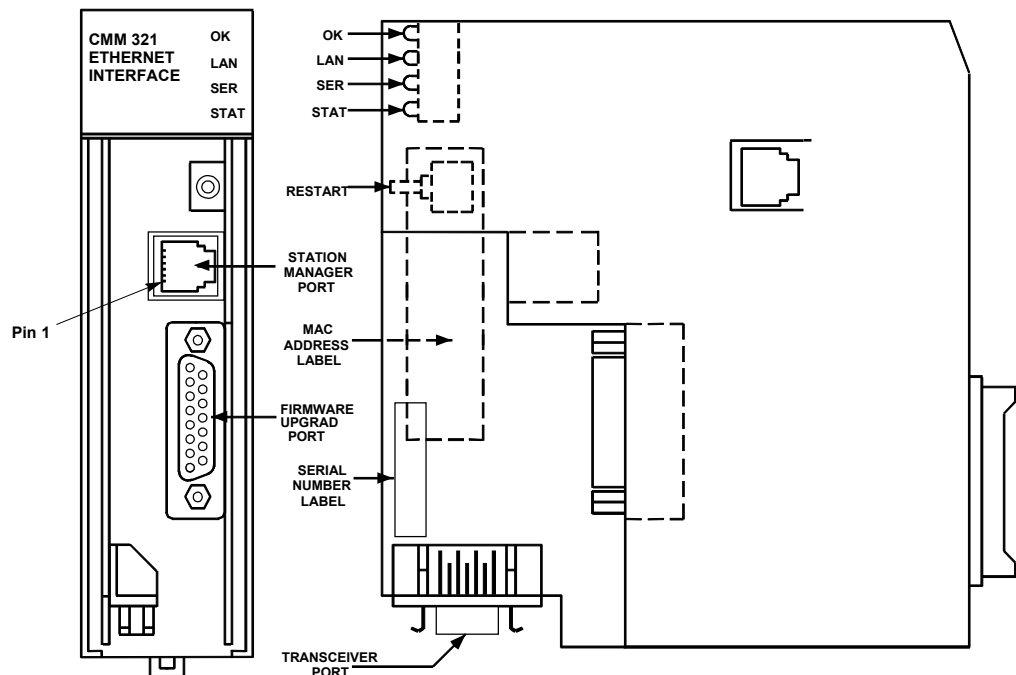 CMM 321
ETHERNET
INTERFACE
OK
LAN
SER
STAT
OK
LAN
SER
STAT
RESTART
STATION
MANAGER
PORT
Pin 1
MAC
ADDRESS
LABEL
FIRMWARE
UPGRAD
PORT
SERIAL
NUMBER
LABEL
TRANSCEIVER
PORT